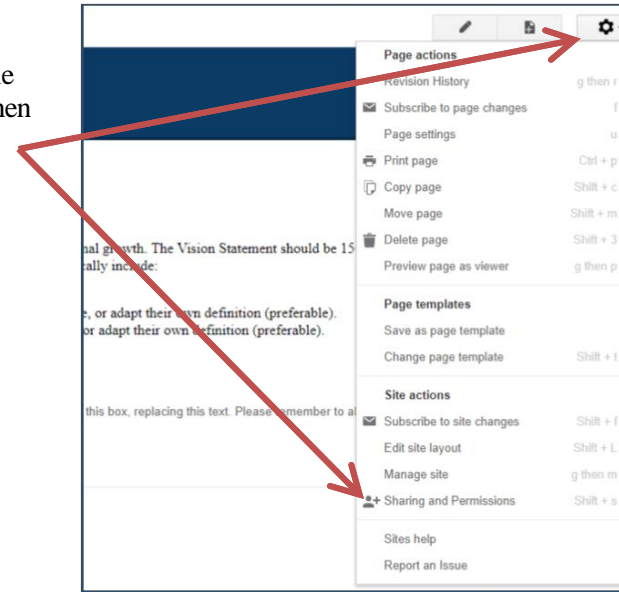 Page actions
Revision History g then r
Subscribe to page changes f
Page settings u
Print page Ctrl + p
Copy page Shift + c
Move page Shift + m
Delete page Shift + 3
Preview page as viewer g then p
Page templates
Save as page template
Change page template Shift + t
Site actions
Subscribe to site changes Shift + f
Edit site layout Shift + L
Manage site g then m
Sharing and Permissions Shift + s
Sites help
Report an Issue
nal growth. The Vision Statement should be 15
cally include:
e, or adapt their own definition (preferable).
or adapt their own definition (preferable).
this box, replacing this text. Please remember to al